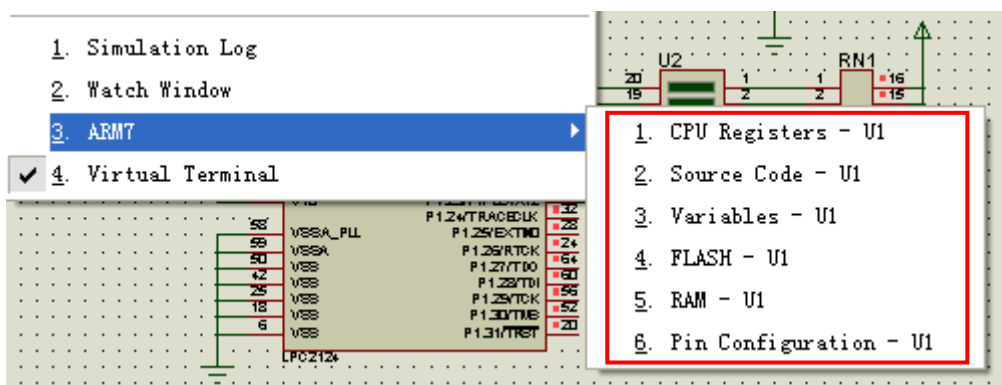 1. Simulation Log
2. Watch Window
3. ARM7
✓ 4. Virtual Terminal
U2
RN1
20 1 1 16
19 2 2 15
1. CPU Registers - U1
2. Source Code - U1
3. Variables - U1
4. FLASH - U1
5. RAM - U1
6. Pin Configuration - U1
P1.24/TRACECLK 32
58 VSSA_PLL P1.25/EXTIN0 28
59 VSSA P1.26/RTCK 24
50 VSS P1.27/TDO 64
42 VSS P1.28/TDI 60
25 VSS P1.29/TCK 56
18 VSS P1.30/TMS 52
6 VSS P1.31/TRST 20
LPC2124